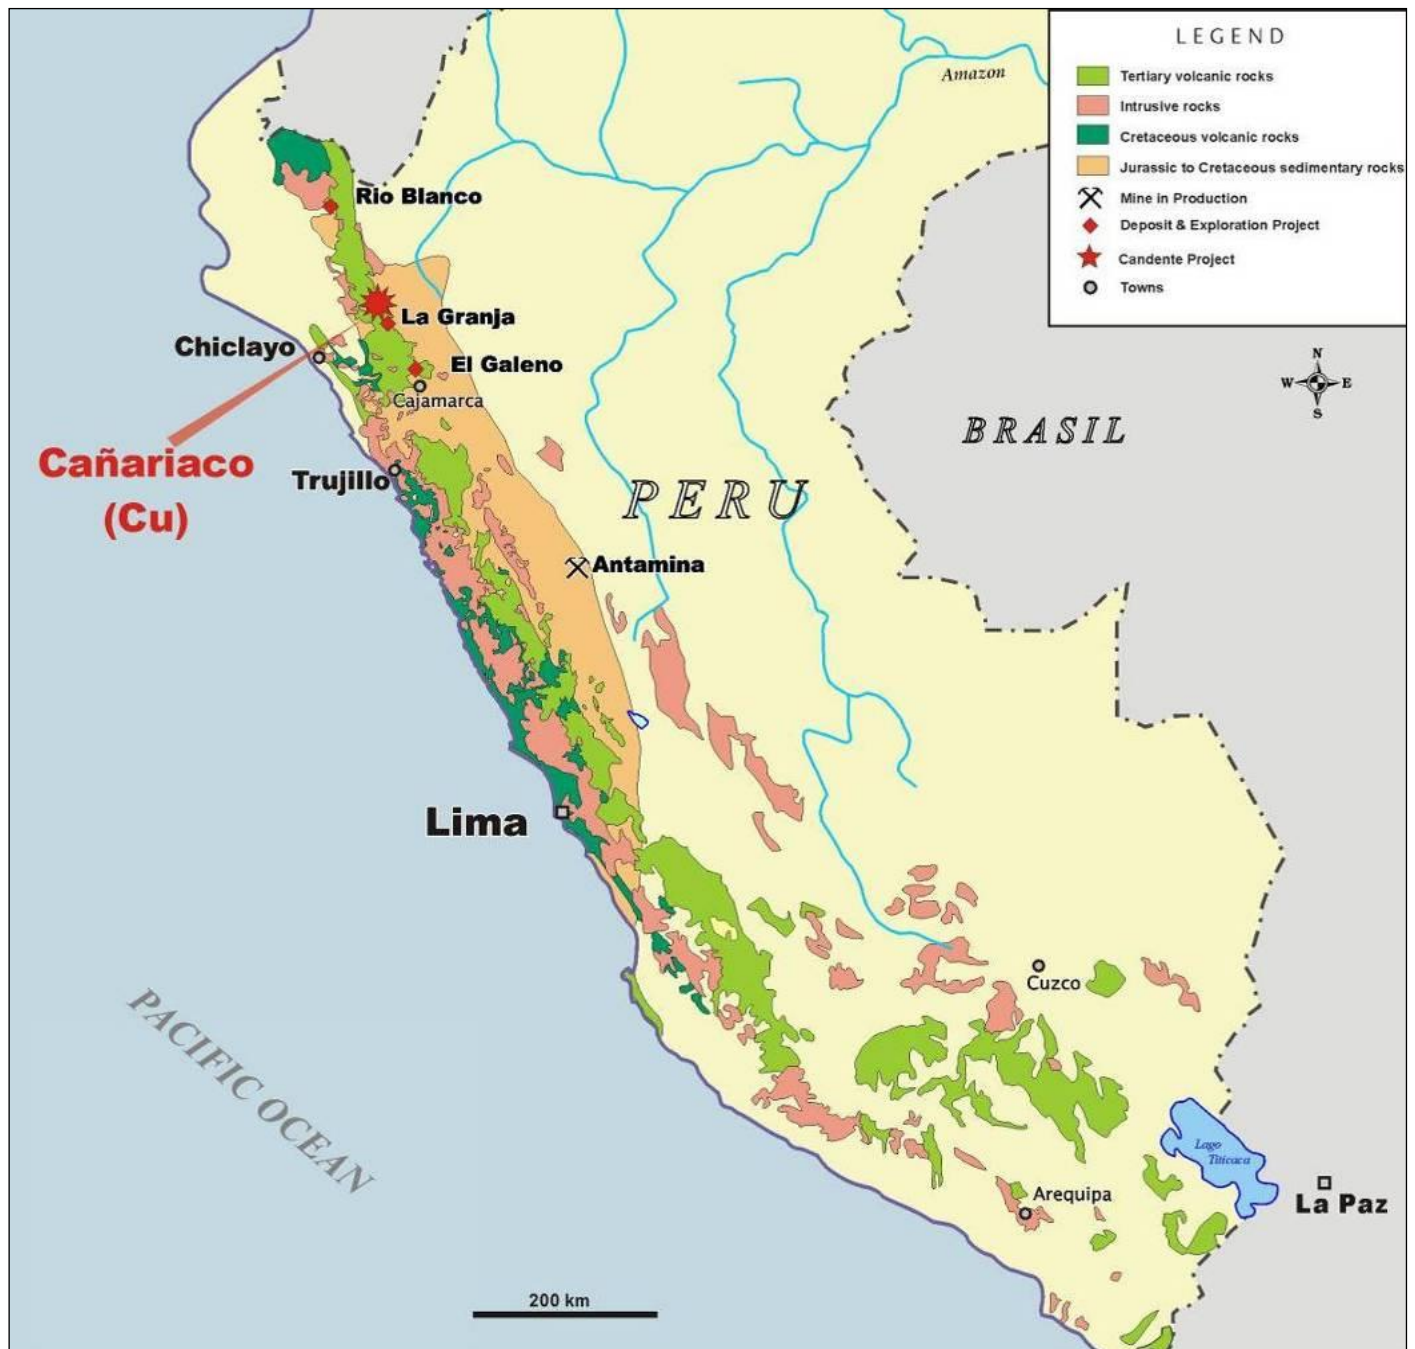 LEGEND
Tertiary volcanic rocks
Intrusive rocks
Cretaceous volcanic rocks
Jurassic to Cretaceous sedimentary rocks
Mine in Production
Deposit & Exploration Project
Candente Project
Towns
Amazon
Rio Blanco
La Granja
Chiclayo
El Galeno
Cajamarca
N
W
E
S
BRASIL
Cañariaco
(Cu)
Trujillo
PERU
Antamina
Lima
Cuzco
PACIFIC OCEAN
Lago
Titicaca
Arequipa
La Paz
200 km